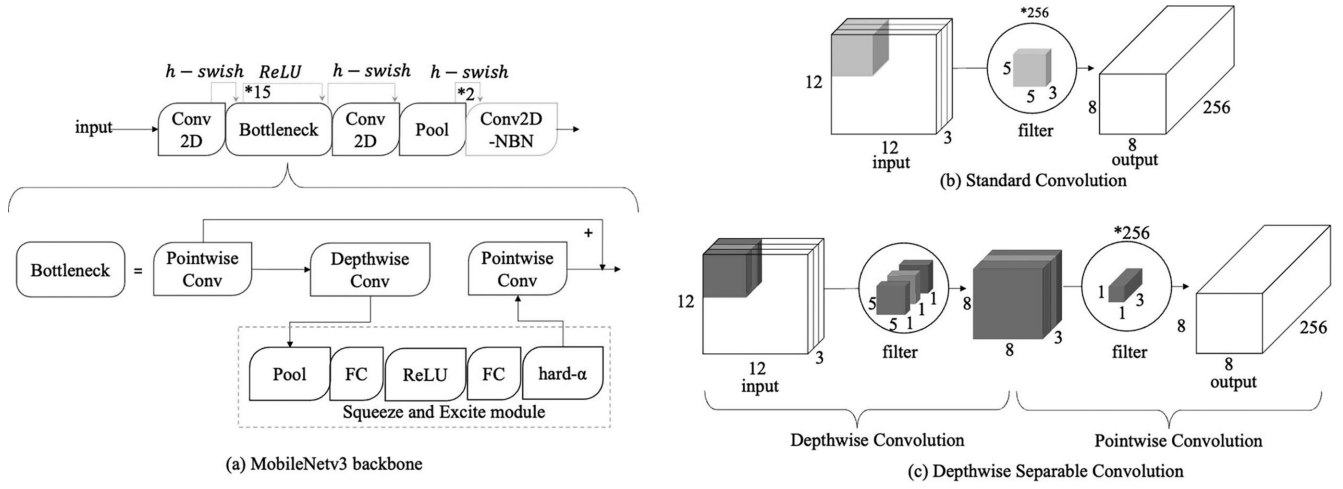 h – swish ReLU h – swish h – swish
*15 *2
input
Conv
2D
Bottleneck
Conv
2D
Pool
Conv2D
-NBN
Bottleneck
=
Pointwise
Conv
Depthwise
Conv
Pointwise
Conv
+
Pool
FC
ReLU
FC
hard-α
Squeeze and Excite module
(a) MobileNetv3 backbone
12
12
3
input
*256
5
5
3
filter
8
8
256
output
(b) Standard Convolution
12
12
3
input
5
5
1
1
1
filter
8
8
3
*256
1
1
3
filter
8
8
256
output
Depthwise Convolution
Pointwise Convolution
(c) Depthwise Separable Convolution